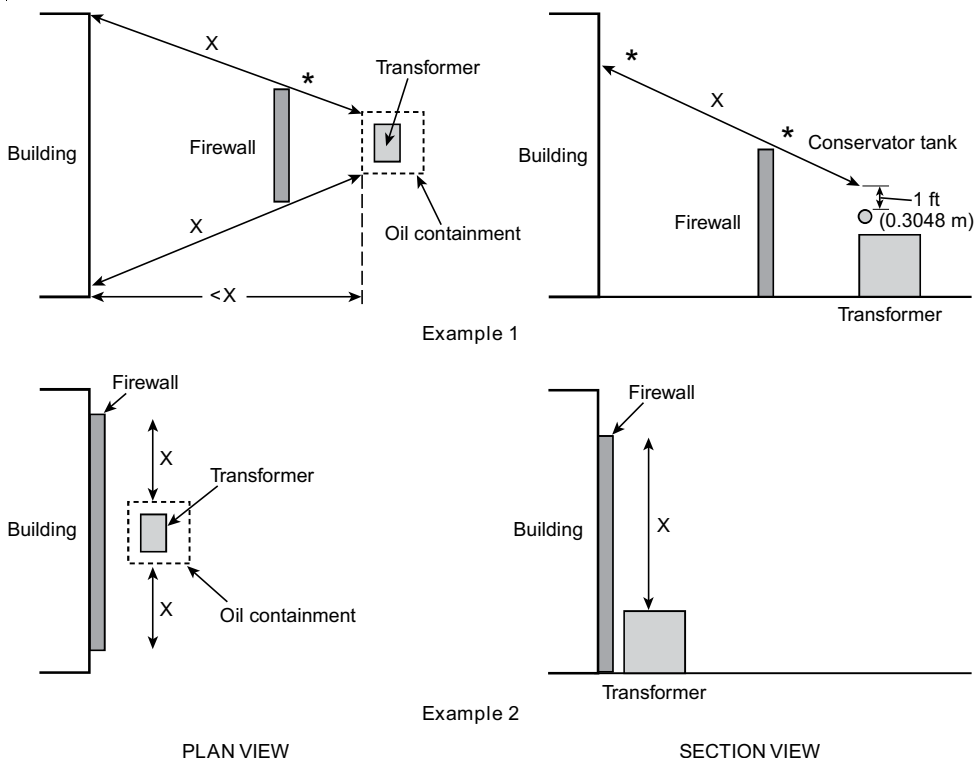 X
*
Transformer
Building
Firewall
X
Oil containment
<X
*
X
*
Conservator tank
Building
1 ft
(0.3048 m)
Firewall
Transformer
Example 1
Firewall
X
Transformer
Building
X
Oil containment
Firewall
Building
X
Transformer
Example 2
PLAN VIEW
SECTION VIEW